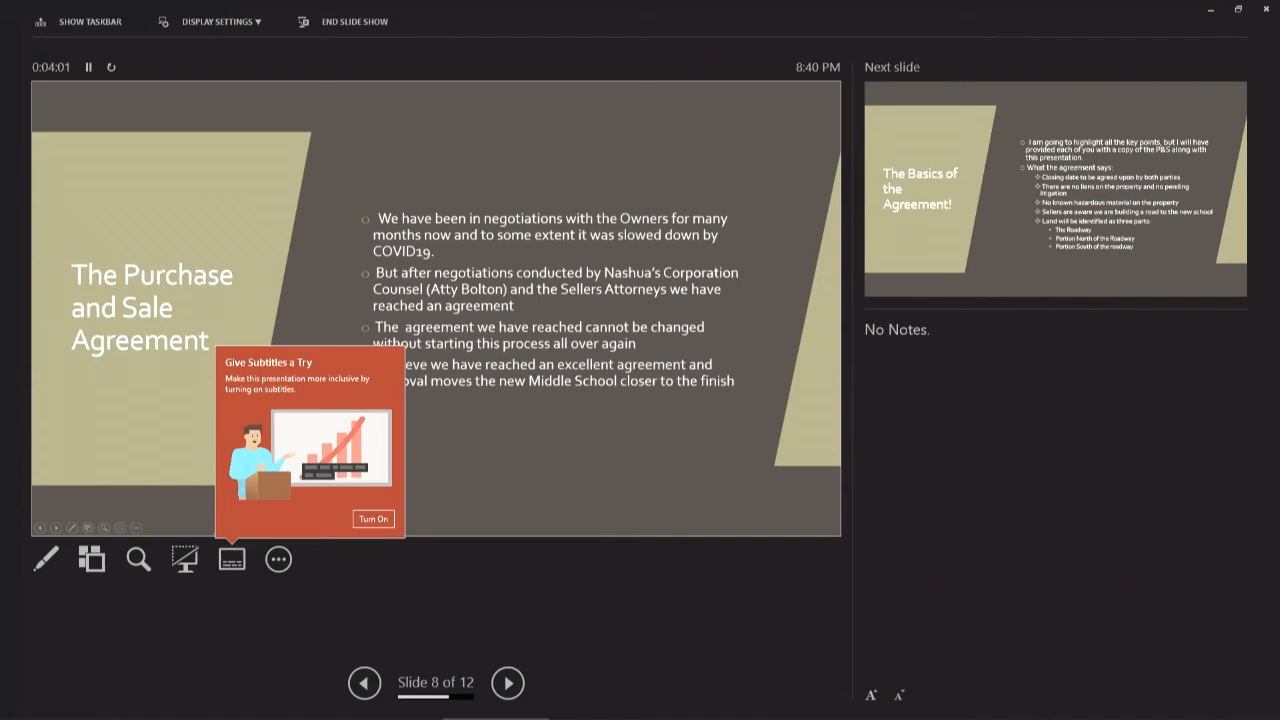 SHOW TASKBAR
DISPLAY SETTINGS ▼
END SLIDE SHOW
0:04:01
8:40 PM
The Purchase
and Sale
Agreement
We have been in negotiations with the Owners for many
months now and to some extent it was slowed down by
COVID19.
But after negotiations conducted by Nashua's Corporation
Counsel (Atty Bolton) and the Sellers Attorneys we have
reached an agreement
The agreement we have reached cannot be changed
without starting this process all over again
eve we have reached an excellent agreement and
oval moves the new Middle School closer to the finish
Give Subtitles a Try
Make this presentation more inclusive by
turning on subtitles.
Turn On
Slide 8 of 12
Next slide
The Basics of
the
Agreement!
I am going to highlight all the key points, but I will have
provided each of you with a copy of the P&S along with
this presentation.
What the agreement says:
Closing date to be agreed upon by both parties
There are no liens on the property and no pending
litigation
No known hazardous material on the property
Sellers are aware we are building a road to the new school
Land will be identified as three parts:
The Roadway
Portion North of the Roadway
Portion South of the roadway
No Notes.
A
A